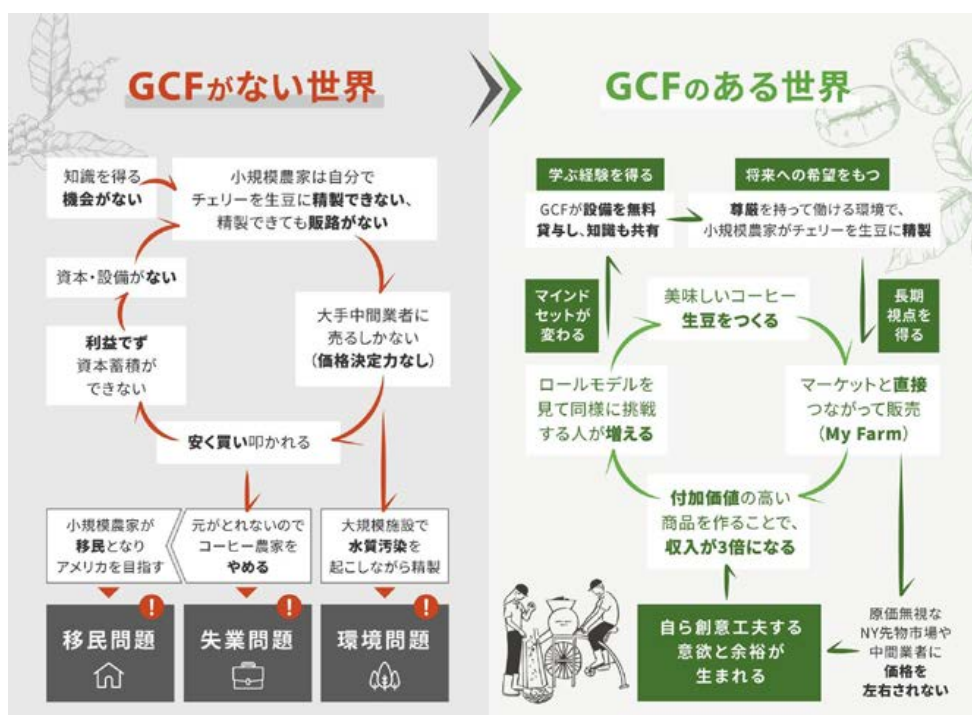 GCFがない世界
知識を得る
機会がない
小規模農家は自分で
チェリーを生豆に精製できない、
精製できても販路がない
資本・設備がない
利益でず
資本蓄積が
できない
大手中間業者に
売るしかない
(価格決定力なし)
安く買い叩かれる
小規模農家が
移民となり
アメリカを目指す
元がとれないので
コーヒー農家を
やめる
大規模施設で
水質汚染を
起こしながら精製
!
移民問題
!
失業問題
!
環境問題
GCFのある世界
学ぶ経験を得る
GCFが設備を無料
貸与し、知識も共有
将来への希望をもつ
尊厳を持って働ける環境で、
小規模農家がチェリーを生豆に精製
マインド
セットが
変わる
美味しいコーヒー
生豆をつくる
長期
視点を
得る
ロールモデルを
見て同様に挑戦
する人が増える
マーケットと直接
つながって販売
(My Farm)
付加価値の高い
商品を作ることで、
収入が3倍になる
自ら創意工夫する
意欲と余裕が
生まれる
原価無視な
NY先物市場や
中間業者に
価格を
左右されない